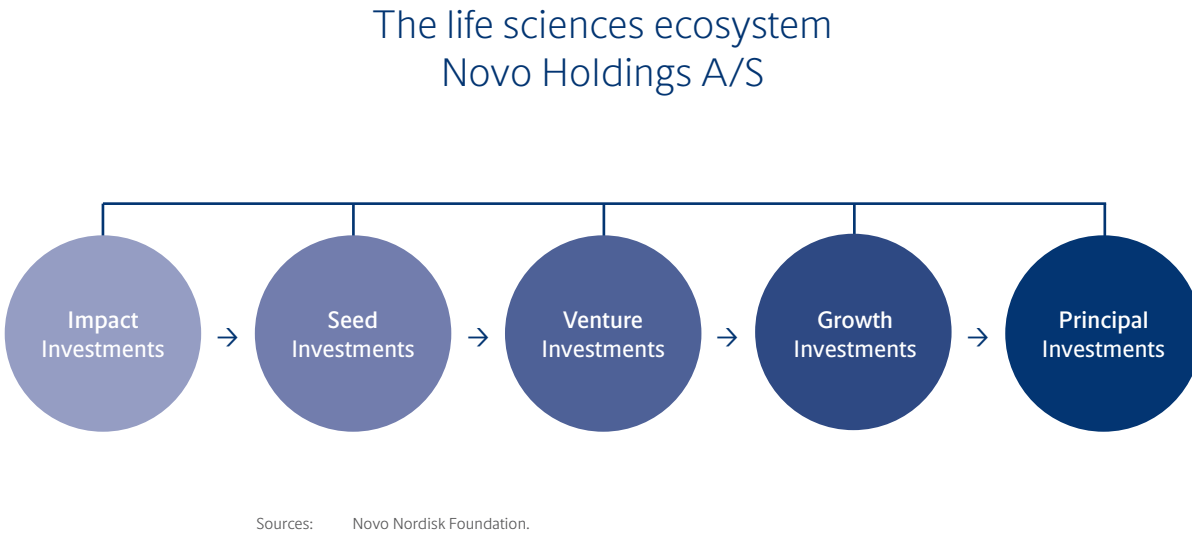 The life sciences ecosystem
Novo Holdings A/S
Impact
Investments
→
Seed
Investments
→
Venture
Investments
→
Growth
Investments
→
Principal
Investments
Sources: Novo Nordisk Foundation.